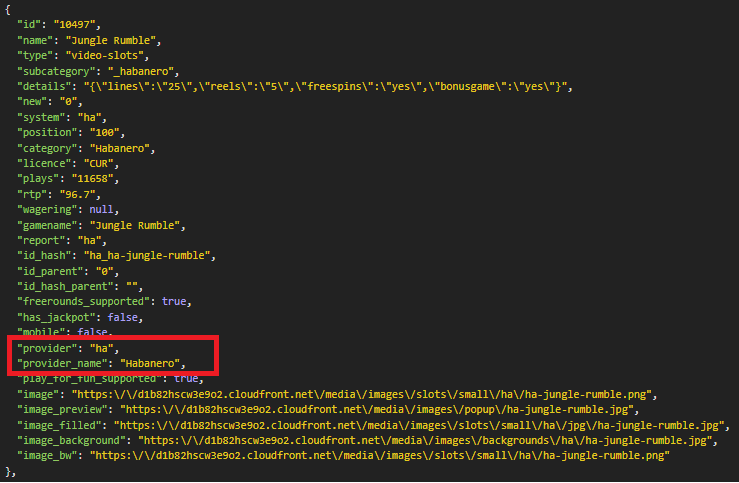 {
"id": "10497",
"name": "Jungle Rumble",
"type": "video-slots",
"subcategory": "_habanero",
"details": "{\"lines\":\"25\",\"reels\":\"5\",\"freespins\":\"yes\",\"bonusgame\":\"yes\"}",
"new": "0",
"system": "ha",
"position": "100",
"category": "Habanero",
"licence": "CUR",
"plays": "11658",
"rtp": "96.7",
"wagering": null,
"gamename": "Jungle Rumble",
"report": "ha",
"id_hash": "ha_ha-jungle-rumble",
"id_parent": "0",
"id_hash_parent": "",
"freerounds_supported": true,
"has_jackpot": false,
"mobile": false,
"provider": "ha",
"provider_name": "Habanero",
"play_for_fun_supported": true,
"image": "https:\/\/d1b82hscw3e9o2.cloudfront.net\/media\/images\/slots\/small\/ha\/ha-jungle-rumble.png",
"image_preview": "https:\/\/d1b82hscw3e9o2.cloudfront.net\/media\/images\/popup\/ha-jungle-rumble.jpg",
"image_filled": "https:\/\/d1b82hscw3e9o2.cloudfront.net\/media\/images\/slots\/small\/ha\/jpg\/ha-jungle-rumble.jpg",
"image_background": "https:\/\/d1b82hscw3e9o2.cloudfront.net\/media\/images\/backgrounds\/ha\/ha-jungle-rumble.jpg",
"image_bw": "https:\/\/d1b82hscw3e9o2.cloudfront.net\/media\/images\/slots\/small\/ha\/ha-jungle-rumble.png"
},